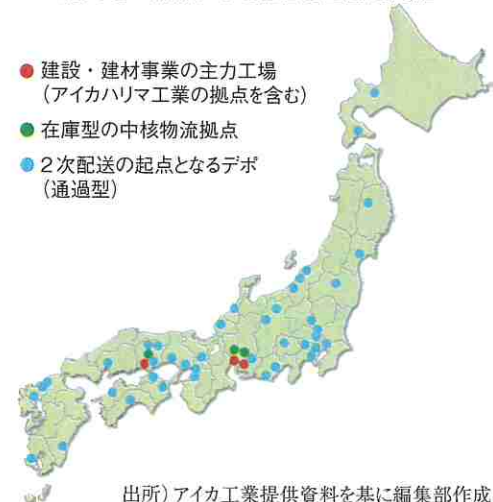 ● 建設・建材事業の主力工場
(アイカハリマ工業の拠点を含む)
● 在庫型の中核物流拠点
● 2次配送の起点となるデポ
(通過型)
出所)アイカ工業提供資料を基に編集部作成